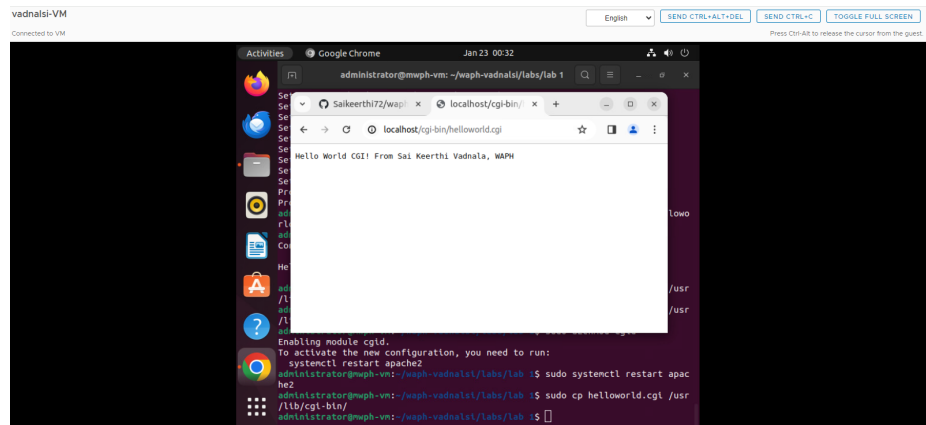 vadnalsi-VM
English
SEND CTRL+ALT+DEL
SEND CTRL+C
TOGGLE FULL SCREEN
Connected to VM
Press Ctrl-Alt to release the cursor from the guest.
Activities
Google Chrome
Jan 23 00:32
administrator@mwph-vm: ~/waph-vadnalsi/labs/lab 1
Set
Saikeerthi72/waph
localhost/cgi-bin/
localhost/cgi-bin/helloworld.cgi
Hello World CGI! From Sai Keerthi Vadnala, WAPH
Enabling module cgid.
To activate the new configuration, you need to run:
systemctl restart apache2
administrator@mwph-vm:~/waph-vadnalsi/labs/lab 1$ sudo systemctl restart apac
he2
administrator@mwph-vm:~/waph-vadnalsi/labs/lab 1$ sudo cp helloworld.cgi /usr
/lib/cgi-bin/
administrator@mwph-vm:~/waph-vadnalsi/labs/lab 1$